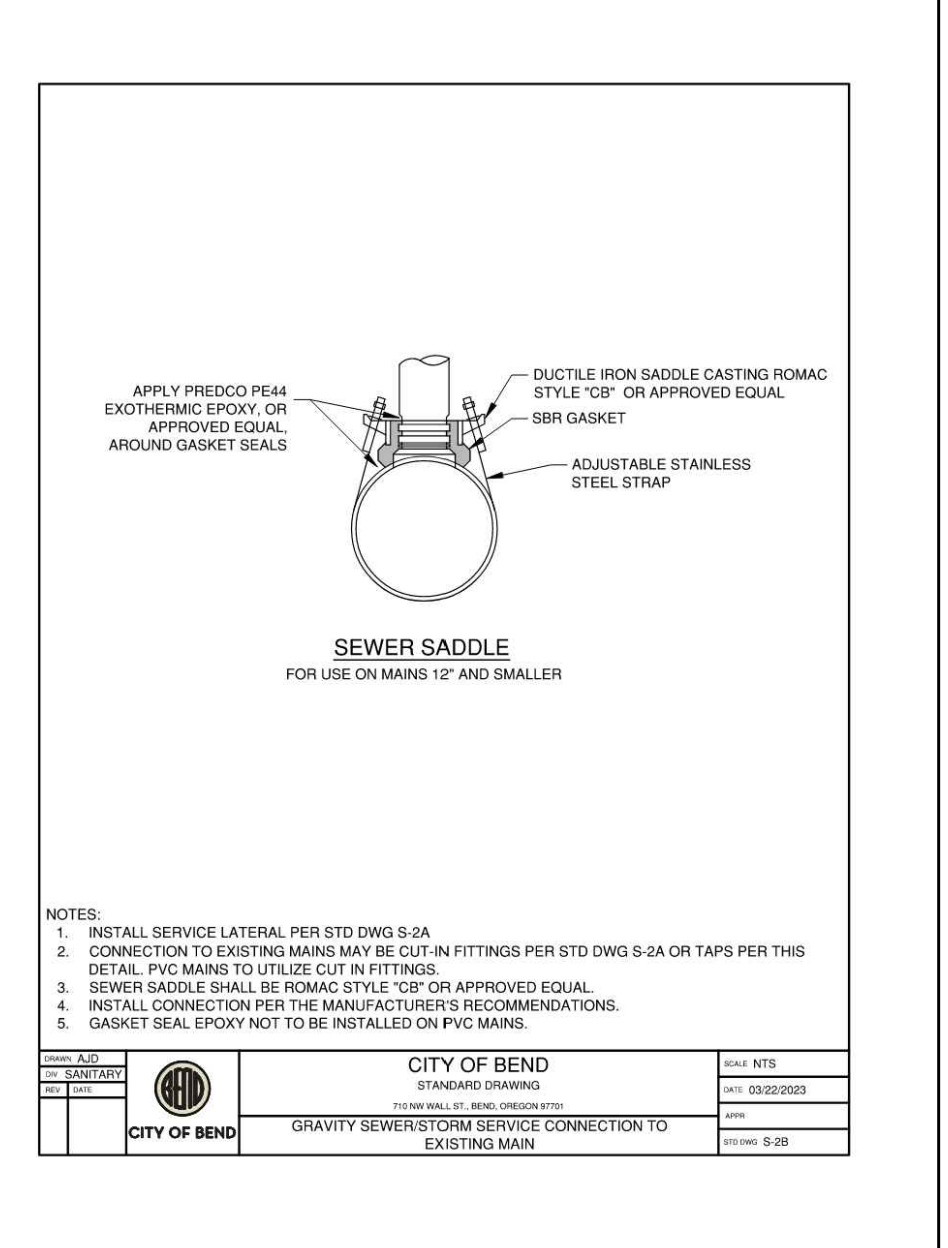 APPLY PREDCO PE44
EXOTHERMIC EPOXY, OR
APPROVED EQUAL,
AROUND GASKET SEALS
DUCTILE IRON SADDLE CASTING ROMAC
STYLE "CB" OR APPROVED EQUAL
SBR GASKET
ADJUSTABLE STAINLESS
STEEL STRAP
SEWER SADDLE
FOR USE ON MAINS 12" AND SMALLER
NOTES:
1. INSTALL SERVICE LATERAL PER STD DWG S-2A
2. CONNECTION TO EXISTING MAINS MAY BE CUT-IN FITTINGS PER STD DWG S-2A OR TAPS PER THIS
DETAIL. PVC MAINS TO UTILIZE CUT IN FITTINGS.
3. SEWER SADDLE SHALL BE ROMAC STYLE "CB" OR APPROVED EQUAL.
4. INSTALL CONNECTION PER THE MANUFACTURER'S RECOMMENDATIONS.
5. GASKET SEAL EPOXY NOT TO BE INSTALLED ON PVC MAINS.
DRAWN AJD
DIV SANITARY
REV DATE
BEND
CITY OF BEND
CITY OF BEND
STANDARD DRAWING
710 NW WALL ST., BEND, OREGON 97701
GRAVITY SEWER/STORM SERVICE CONNECTION TO
EXISTING MAIN
SCALE NTS
DATE 03/22/2023
APPR
STD DWG S-2B